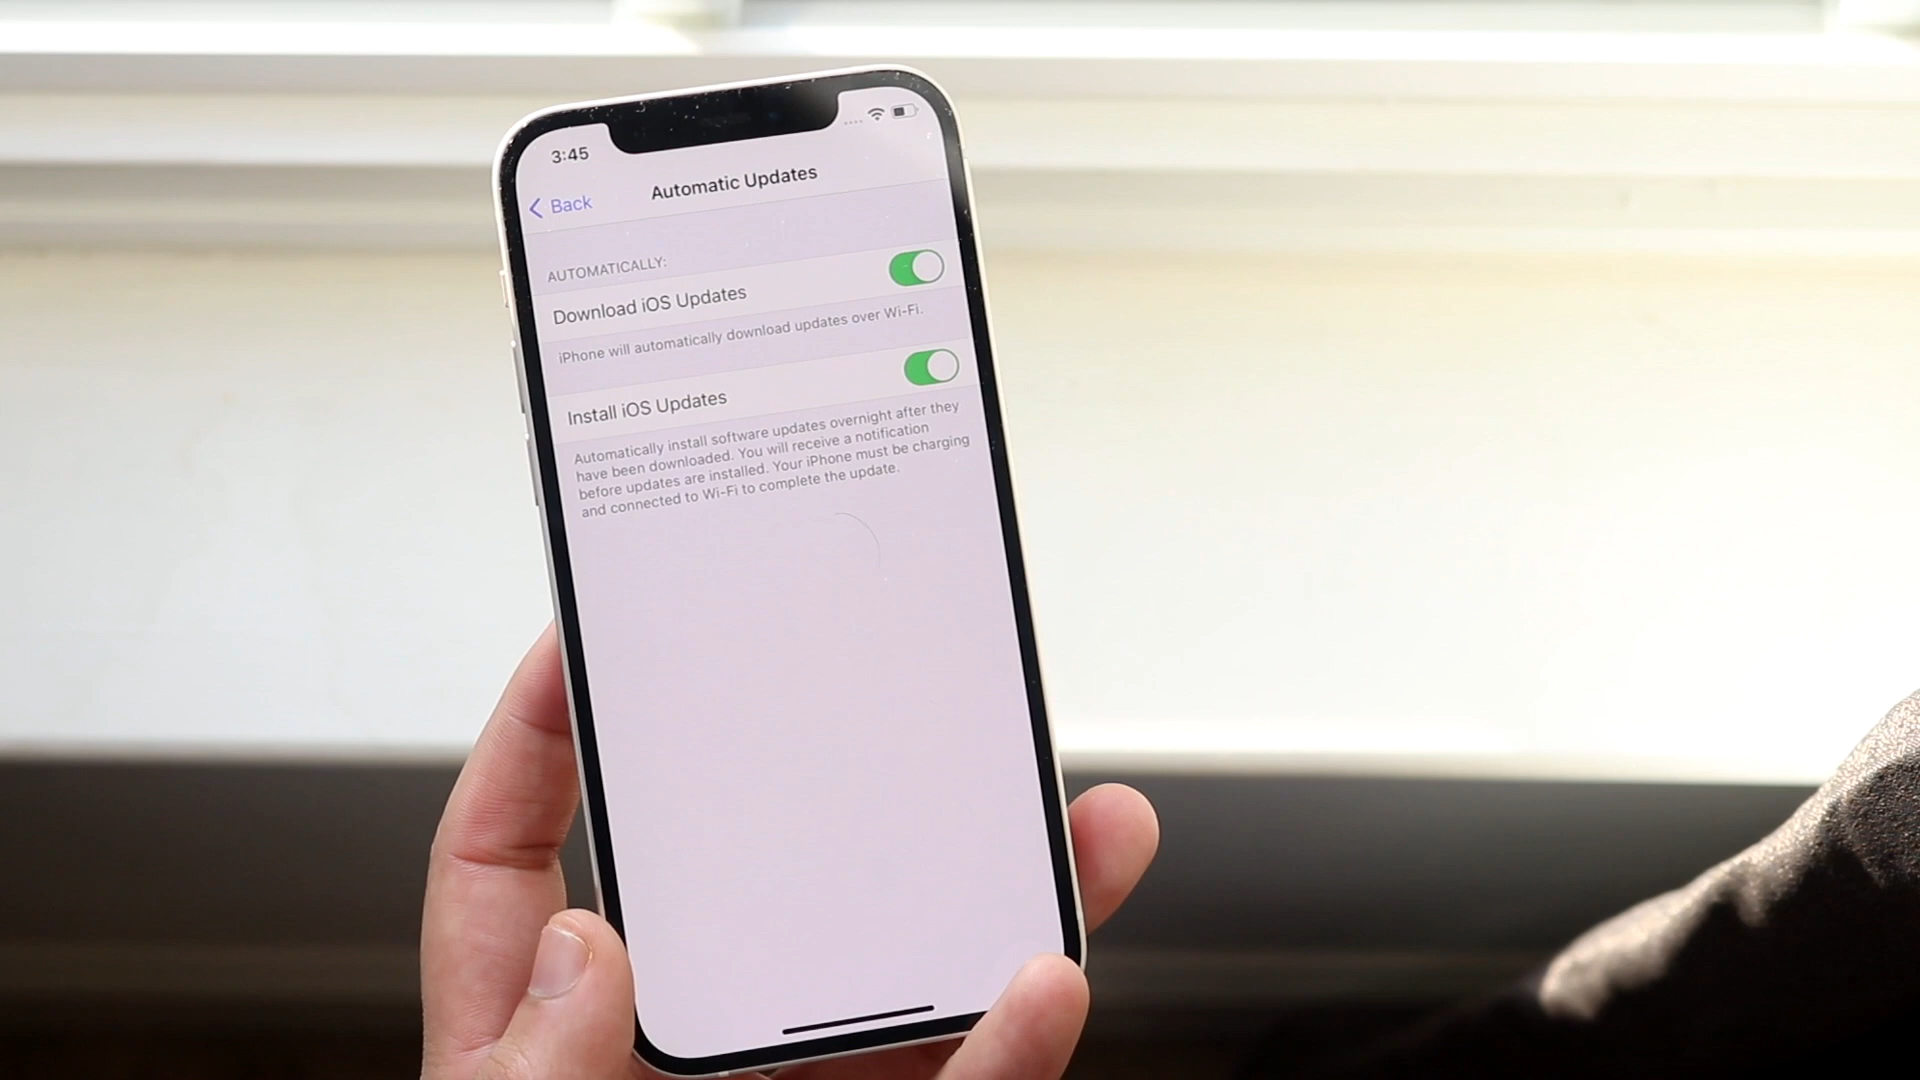 3:45
Back
Automatic Updates
AUTOMATICALLY:
Download iOS Updates
iPhone will automatically download updates over Wi-Fi.
Install iOS Updates
Automatically install software updates overnight after they
have been downloaded. You will receive a notification
before updates are installed. Your iPhone must be charging
and connected to Wi-Fi to complete the update.